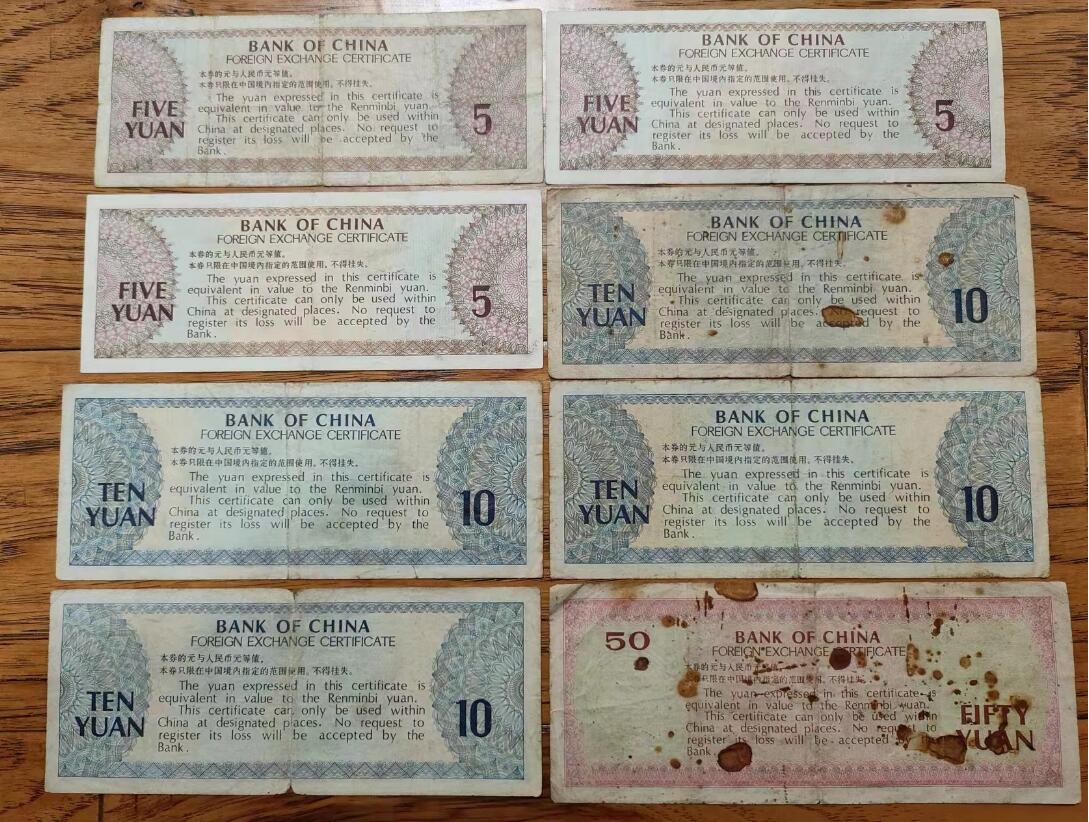 BANK OF CHINA
FOREIGN EXCHANGE CERTIFICATE
本券的元与人民币元等值。
本券只限在中国境内指定的范围使用，不得挂失。
The yuan expressed in this certificate is
equivalent in value to the Renminbi yuan.
This certificate can only be used within
China at designated places. No request to
register its loss will be accepted by the
Bank.
FIVE
YUAN
5
BANK OF CHINA
FOREIGN EXCHANGE CERTIFICATE
本券的元与人民币元等值。
本券只限在中国境内指定的范围使用，不得挂失。
The yuan expressed in this certificate is
equivalent in value to the Renminbi yuan.
This certificate can only be used within
China at designated places. No request to
register its loss will be accepted by the
Bank.
FIVE
YUAN
5
BANK OF CHINA
FOREIGN EXCHANGE CERTIFICATE
本券的元与人民币元等值。
本券只限在中国境内指定的范围使用，不得挂失。
The yuan expressed in this certificate is
equivalent in value to the Renminbi yuan.
This certificate can only be used within
China at designated places. No request to
register its loss will be accepted by the
Bank.
FIVE
YUAN
5
BANK OF CHINA
FOREIGN EXCHANGE CERTIFICATE
本券的元与人民币元等值。
本券只限在中国境内指定的范围使用，不得挂失。
The yuan expressed in this certificate is
equivalent in value to the Renminbi yuan.
This certificate can only be used within
China at designated places. No request to
register its loss will be accepted by the
Bank.
TEN
YUAN
10
BANK OF CHINA
FOREIGN EXCHANGE CERTIFICATE
本券的元与人民币元等值。
本券只限在中国境内指定的范围使用，不得挂失。
The yuan expressed in this certificate is
equivalent in value to the Renminbi yuan.
This certificate can only be used within
China at designated places. No request to
register its loss will be accepted by the
Bank.
TEN
YUAN
10
BANK OF CHINA
FOREIGN EXCHANGE CERTIFICATE
本券的元与人民币元等值。
本券只限在中国境内指定的范围使用，不得挂失。
The yuan expressed in this certificate is
equivalent in value to the Renminbi yuan.
This certificate can only be used within
China at designated places. No request to
register its loss will be accepted by the
Bank.
TEN
YUAN
10
BANK OF CHINA
FOREIGN EXCHANGE CERTIFICATE
本券的元与人民币元等值。
本券只限在中国境内指定的范围使用，不得挂失。
The yuan expressed in this certificate is
equivalent in value to the Renminbi yuan.
This certificate can only be used within
China at designated places. No request to
register its loss will be accepted by the
Bank.
TEN
YUAN
10
50
BANK OF CHINA
FOREIGN EXCHANGE CERTIFICATE
本券的元与人民币元等值。
本券只限在中国境内指定的范围使用，不得挂失。
The yuan expressed in this certificate is
equivalent in value to the Renminbi yuan.
This certificate can only be used within
China at designated places. No request to
register its loss will be accepted
Bank
FIFTY
YUAN